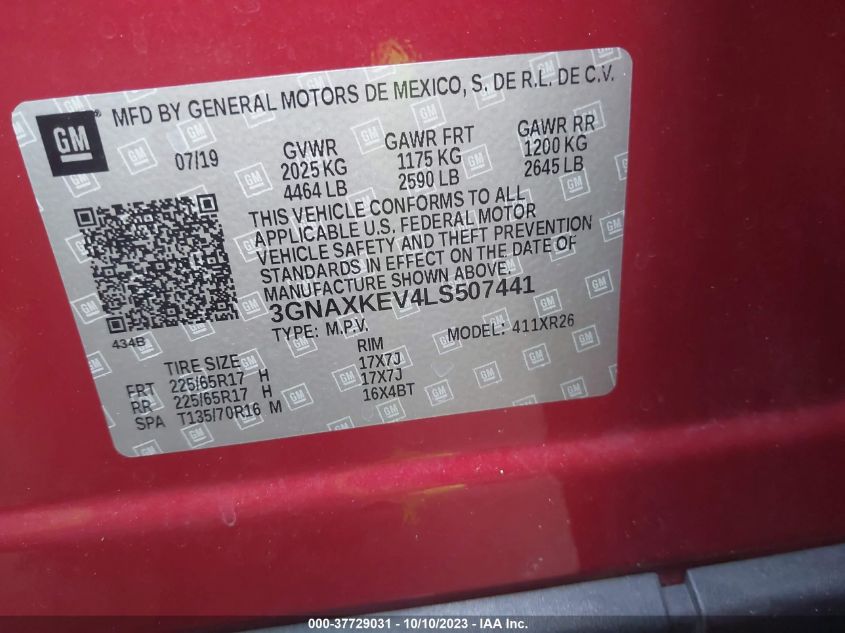 MFD BY GENERAL MOTORS DE MEXICO, S. DE R.L. DE C.V.
GM
07/19
GVWR GAWR FRT GAWR RR
2025 KG 1175 KG 1200 KG
4464 LB 2590 LB 2645 LB
THIS VEHICLE CONFORMS TO ALL
APPLICABLE U.S. FEDERAL MOTOR
VEHICLE SAFETY AND THEFT PREVENTION
STANDARDS IN EFFECT ON THE DATE OF
MANUFACTURE SHOWN ABOVE.
3GNAXKEV4LS507441
434B
TYPE: M.P.V. MODEL: 411XR26
TIRE SIZE RIM
FRT 225/65R17 H 17X7J
RR 225/65R17 H 17X7J
SPA T135/70R16 M 16X4BT
000-37729031 - 10/10/2023 - © 2023 IAA, Inc.